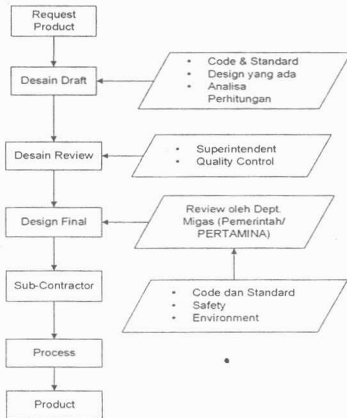 Request
Product
Desain Draft
• Code & Standard
• Design yang ada
• Analisa
Perhitungan
Desain Review
• Superintendent
• Quality Control
Design Final
Review oleh Dept.
Migas (Pemerintah/
PERTAMINA)
Sub-Contractor
• Code dan Standard
• Safety
• Environment
Process
Product